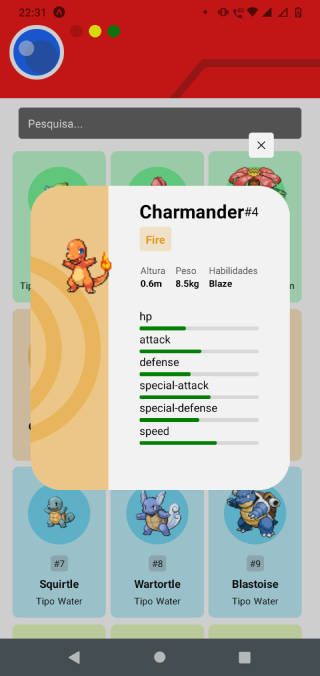 22:31
Pesquisa...
Charmander#4
Fire
Altura Peso Habilidades
0.6m 8.5kg Blaze
hp
attack
defense
special-attack
special-defense
speed
#7 #8 #9
Squirtle Wartortle Blastoise
Tipo Water Tipo Water Tipo Water